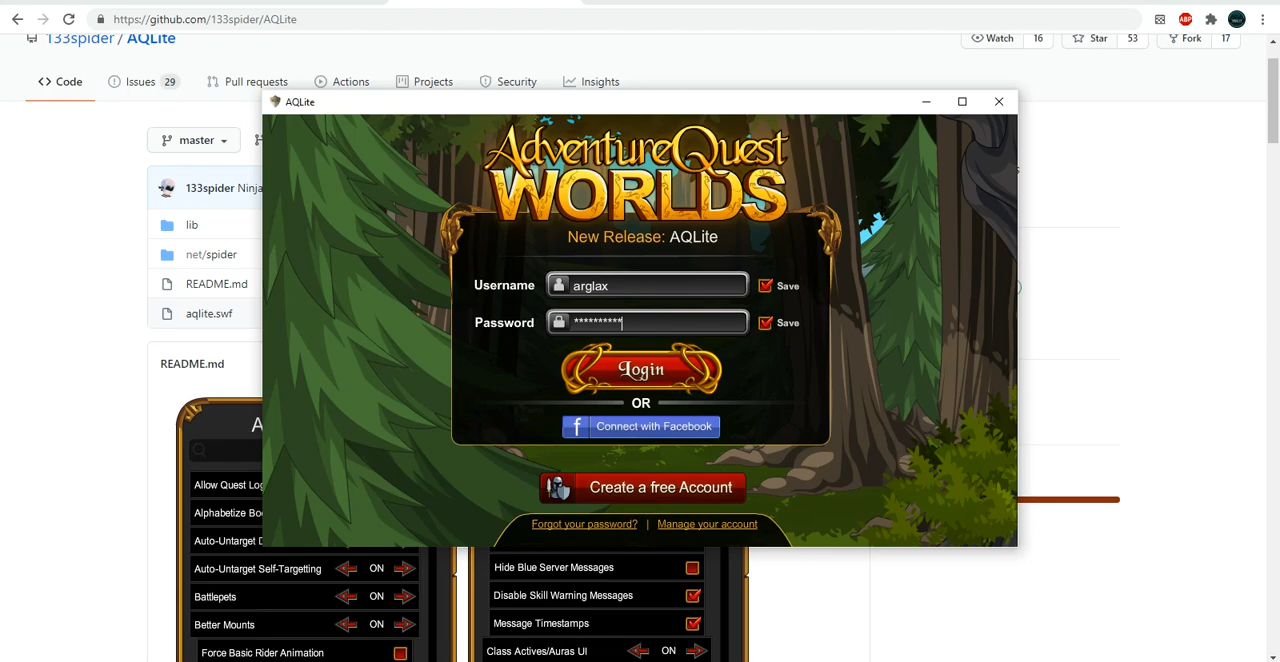 https://github.com/133spider/AQLite
133spider / AQLite
Watch 16 Star 53 Fork 17
Code Issues 29 Pull requests Actions Projects Security Insights
AQLite
master
133spider
lib
net/spider
README.md
aqlite.swf
README.md
AdventureQuest
WORLDS
New Release: AQLite
Username arglax Save
Password ********** Save
Login
OR
f Connect with Facebook
Create a free Account
Forgot your password? | Manage your account
A
Allow Quest
Alphabetize
Auto-Untarget
Auto-Untarget Self-Targetting ON
Battlepets ON
Better Mounts ON
Force Basic Rider Animation
Hide Blue Server Messages
Disable Skill Warning Messages
Message Timestamps
Class Actives/Auras UI ON